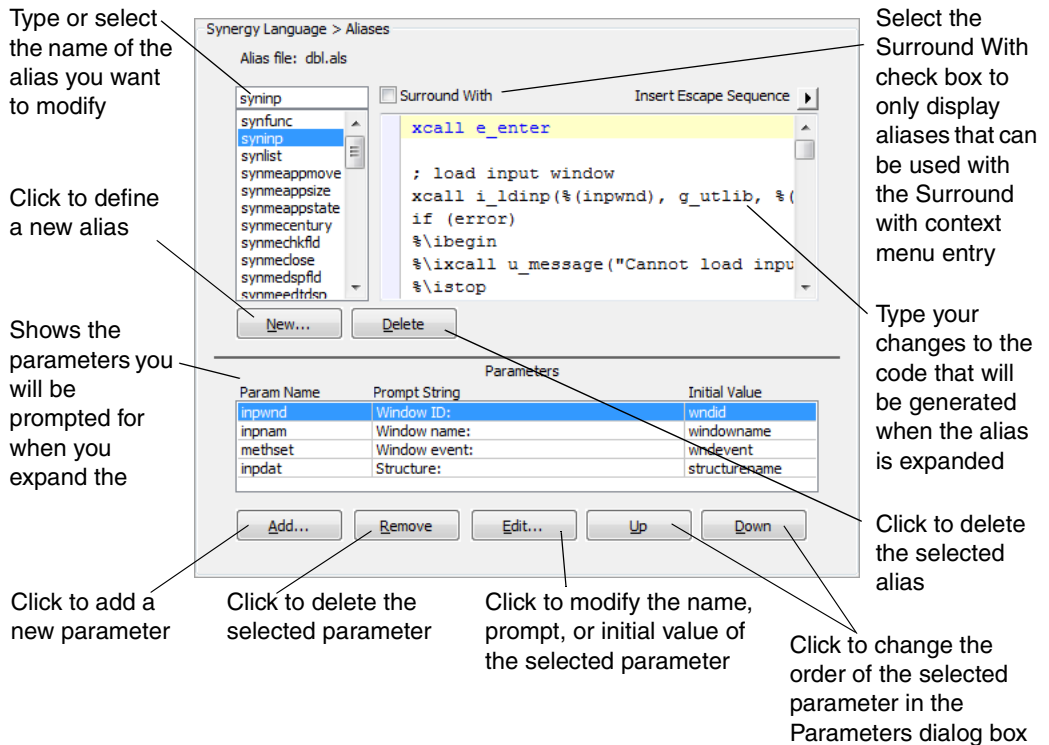 Type or select
the name of the
alias you want
to modify
Click to define
a new alias
Shows the
parameters you
will be
prompted for
when you
expand the
Synergy Language > Aliases
Alias file: dbl.als
syninp
Surround With
Insert Escape Sequence
synfunc
syninp
synlist
synmeappmove
synmeappsize
synmeappstate
synmecentury
synmechkfld
synmeclose
synmedspfld
synmeedtdsp
xcall e_enter
; load input window
xcall i_ldinp(%(inpwnd), g_utlib, %(
if (error)
%\ibegin
%\ixcall u_message("Cannot load inpu
%\istop
New...
Delete
Parameters
Param Name Prompt String Initial Value
inpwnd Window ID: wndid
inpnam Window name: windowname
methset Window event: wndevent
inpdat Structure: structurename
Add...
Remove
Edit...
Up
Down
Select the
Surround With
check box to
only display
aliases that can
be used with
the Surround
with context
menu entry
Type your
changes to the
code that will
be generated
when the alias
is expanded
Click to delete
the selected
alias
Click to add a
new parameter
Click to delete the
selected parameter
Click to modify the name,
prompt, or initial value of
the selected parameter
Click to change the
order of the selected
parameter in the
Parameters dialog box